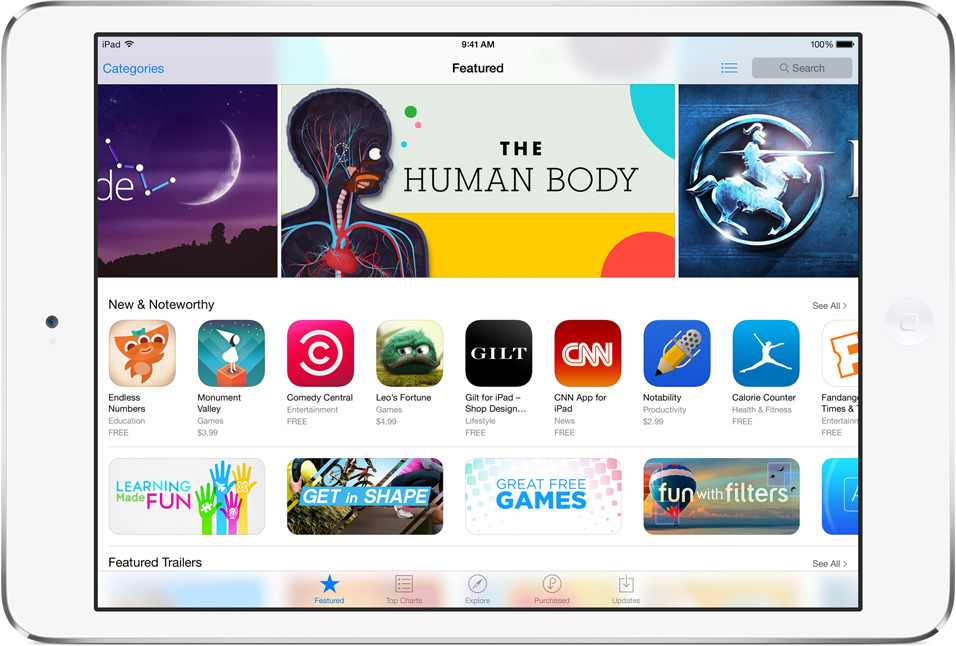 iPad 9:41 AM 100%
Categories Featured Search
de
THE
HUMAN BODY
New & Noteworthy See All >
Endless
Numbers
Education
FREE
Monument
Valley
Games
$3.99
Comedy Central
Entertainment
FREE
Leo's Fortune
Games
$4.99
GILT
Gilt for iPad –
Shop Design...
Lifestyle
FREE
CNN
CNN App for
iPad
News
FREE
Notability
Productivity
$2.99
Calorie Counter
Health & Fitness
FREE
F
Fandang
Times & T
Entertainm
FREE
LEARNING
Made FUN
GET in SHAPE
GREAT FREE
GAMES
fun with filters
A
Featured Trailers See All >
Featured Top Charts Explore Purchased Updates